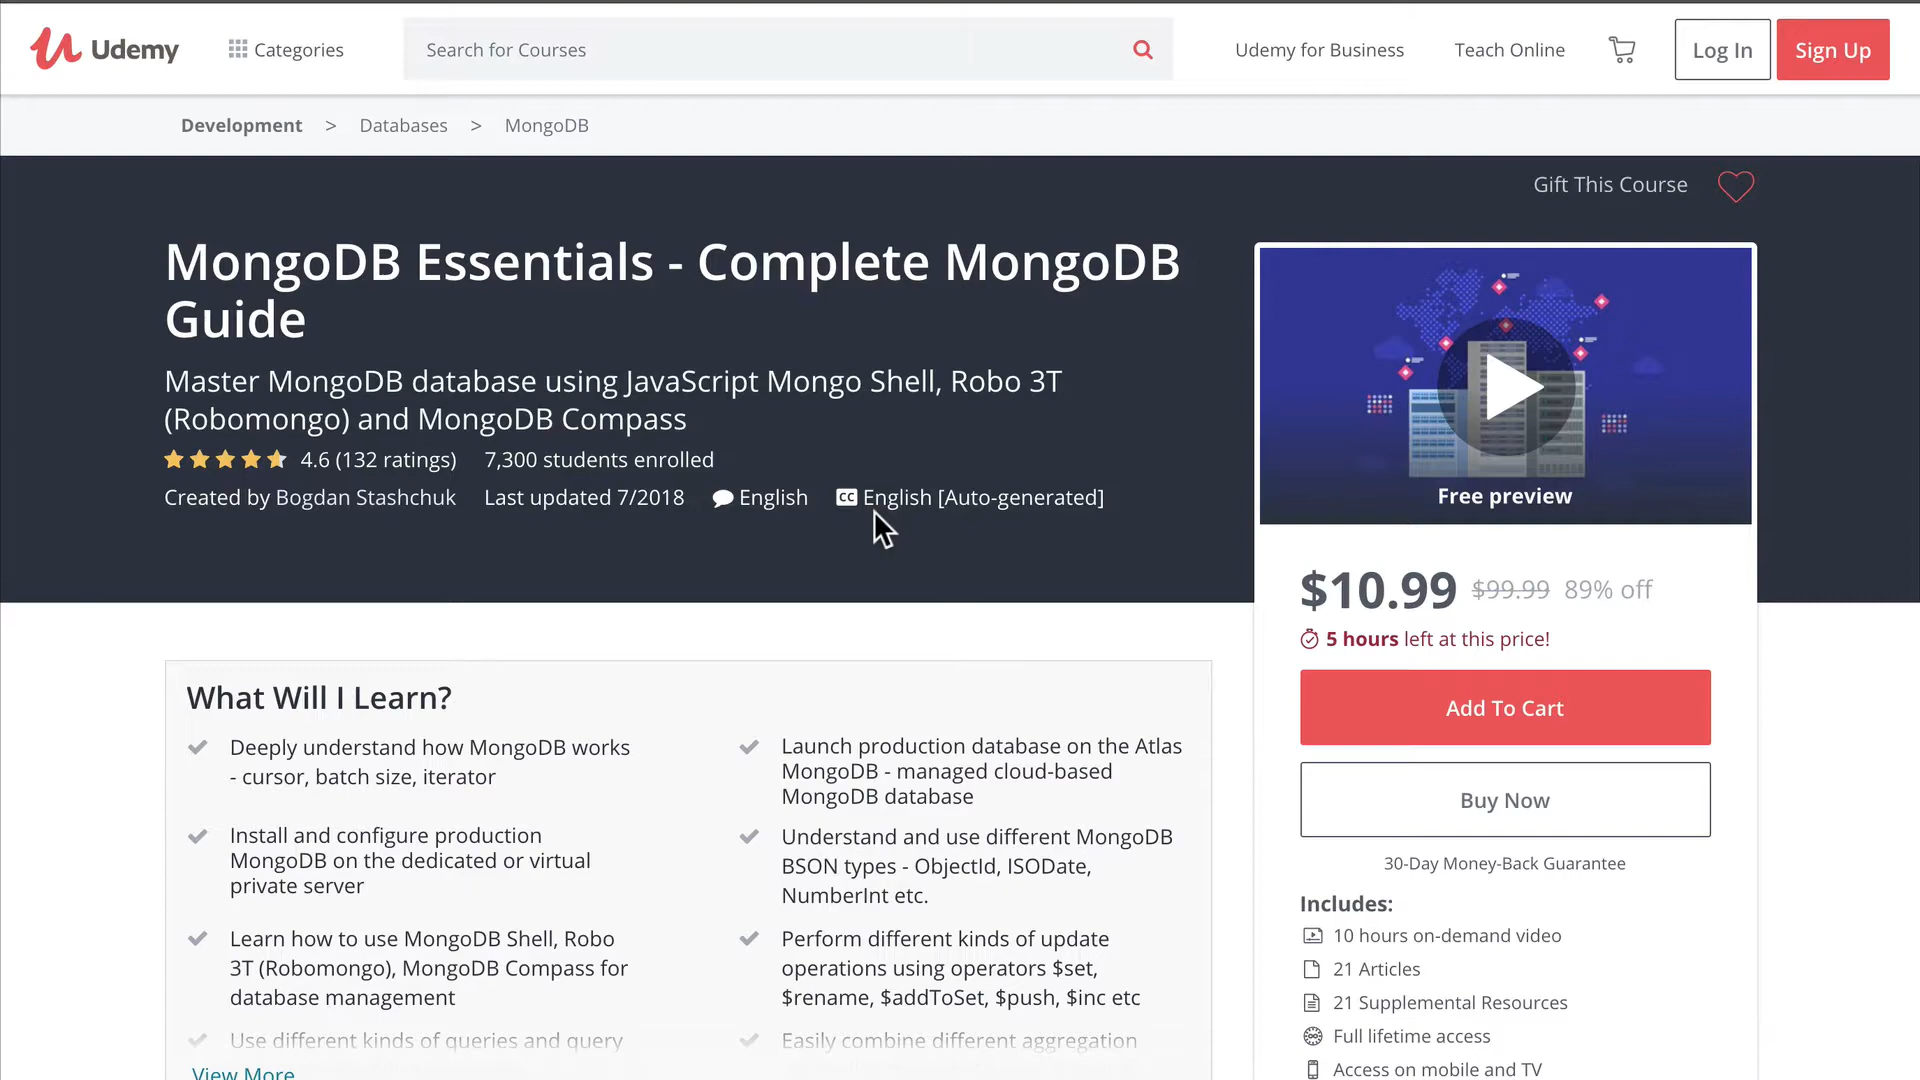 Udemy
Categories
Search for Courses
Udemy for Business
Teach Online
Log In
Sign Up
Development > Databases > MongoDB
Gift This Course
MongoDB Essentials - Complete MongoDB
Guide
Master MongoDB database using JavaScript Mongo Shell, Robo 3T
(Robomongo) and MongoDB Compass
4.6 (132 ratings) 7,300 students enrolled
Created by Bogdan Stashchuk Last updated 7/2018 English CC English [Auto-generated]
Free preview
$10.99 $99.99 89% off
5 hours left at this price!
Add To Cart
Buy Now
30-Day Money-Back Guarantee
Includes:
10 hours on-demand video
21 Articles
21 Supplemental Resources
Full lifetime access
Access on mobile and TV
What Will I Learn?
Deeply understand how MongoDB works
- cursor, batch size, iterator
Install and configure production
MongoDB on the dedicated or virtual
private server
Learn how to use MongoDB Shell, Robo
3T (Robomongo), MongoDB Compass for
database management
Use different kinds of queries and query
Launch production database on the Atlas
MongoDB - managed cloud-based
MongoDB database
Understand and use different MongoDB
BSON types - ObjectId, ISODate,
NumberInt etc.
Perform different kinds of update
operations using operators $set,
$rename, $addToSet, $push, $inc etc
Easily combine different aggregation
View More